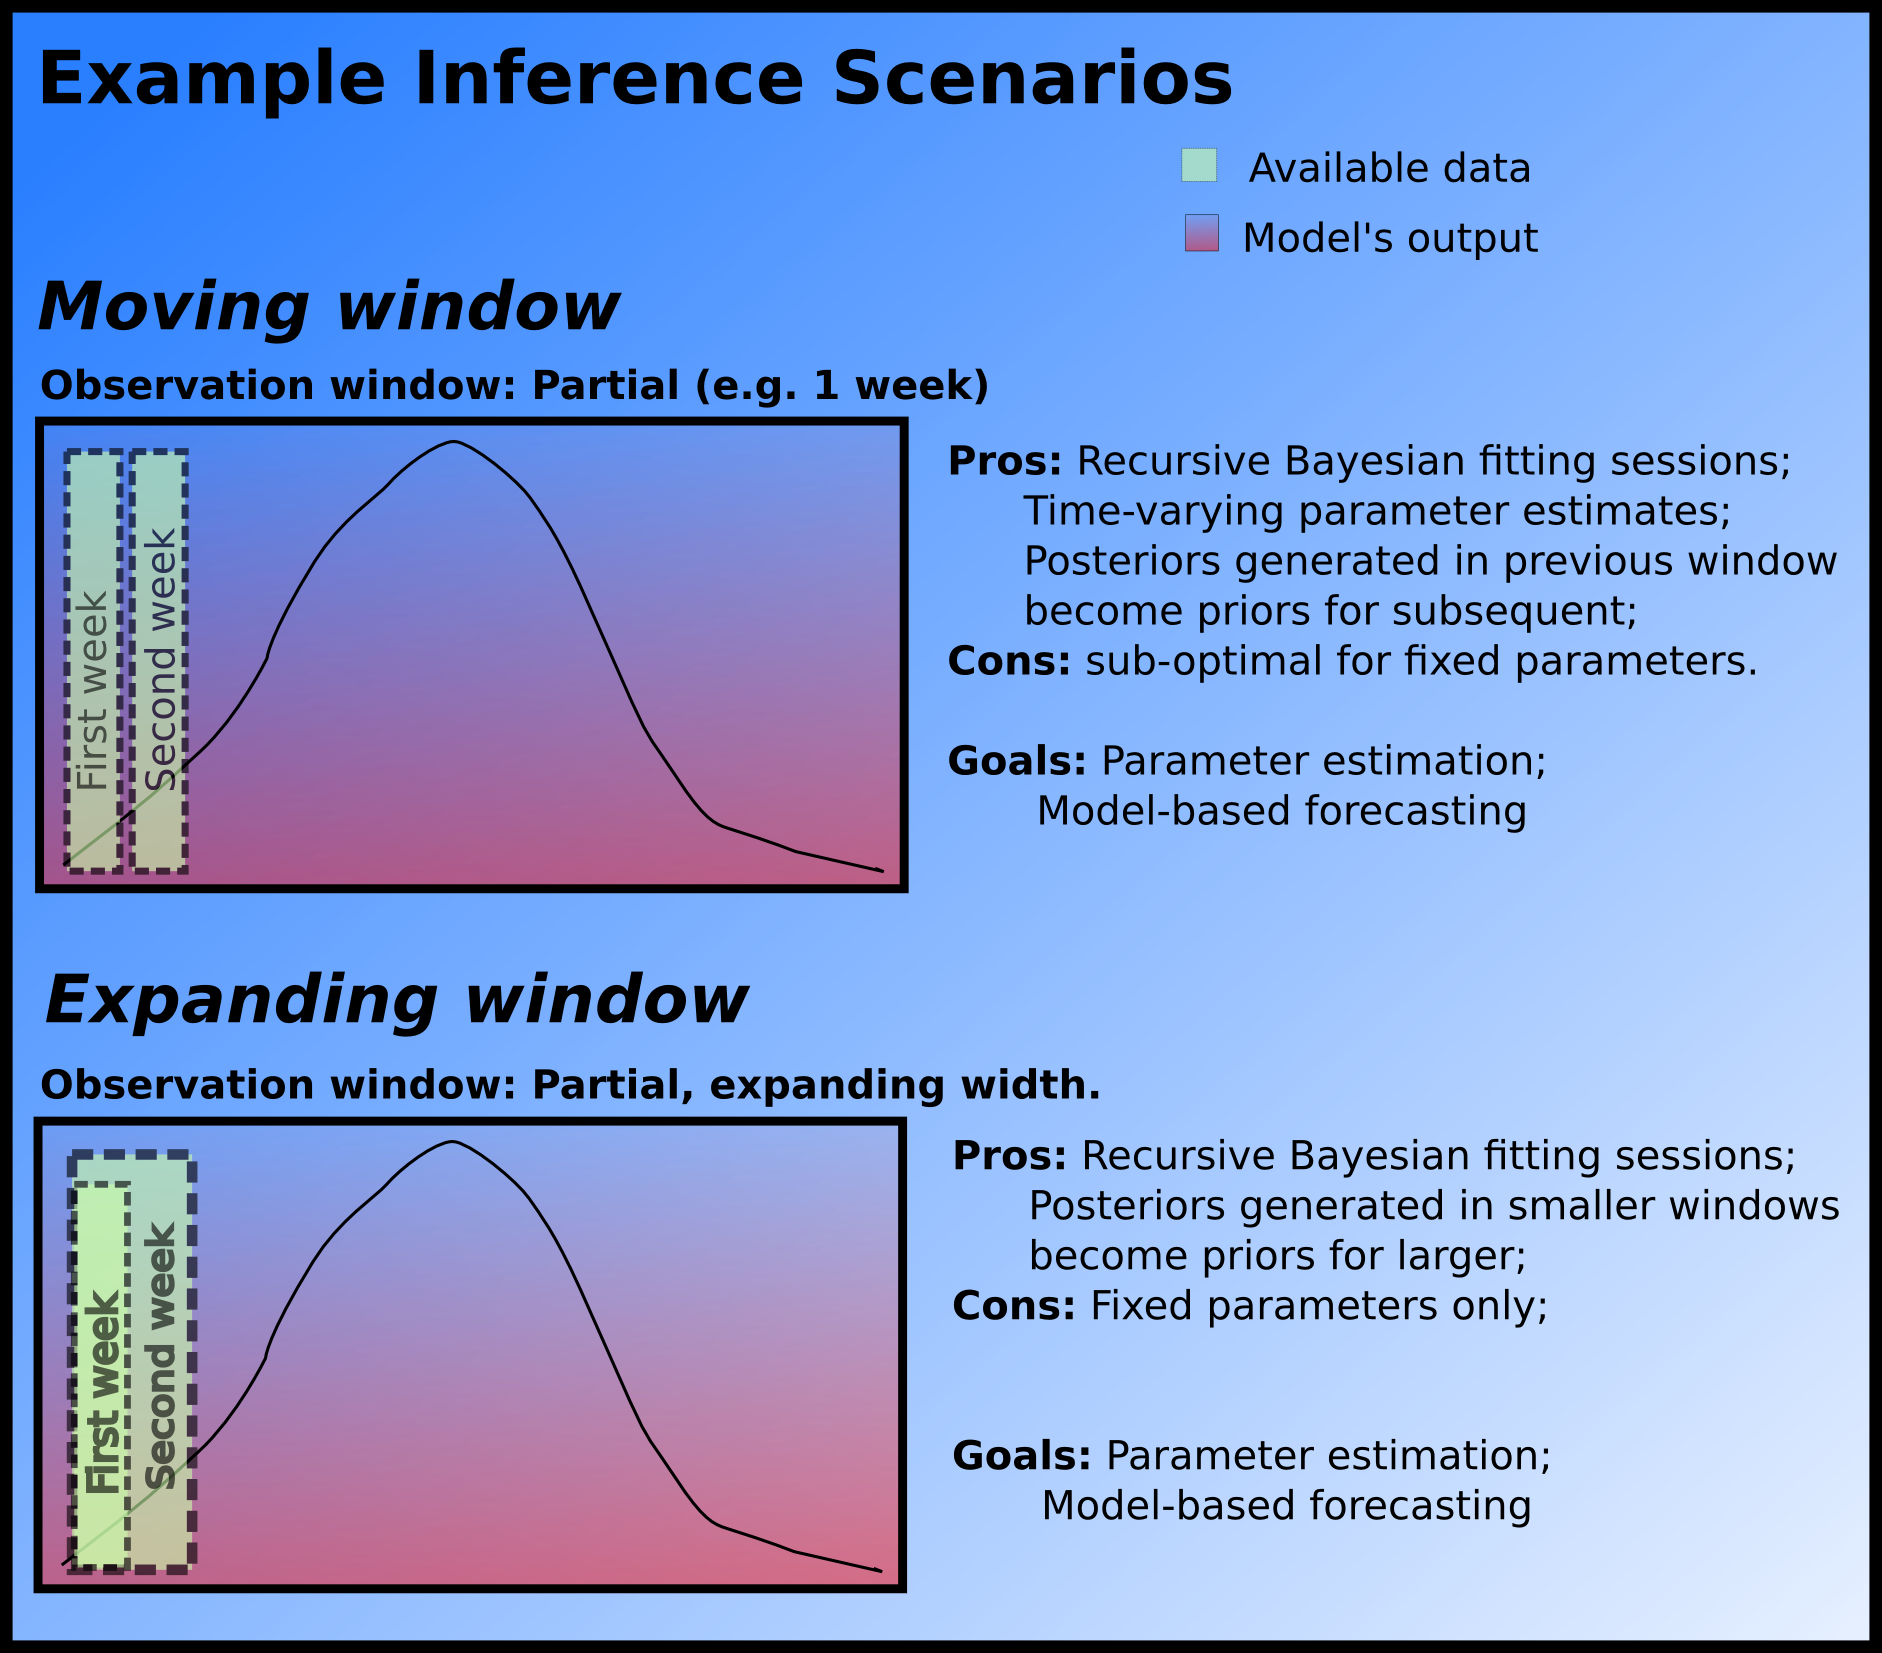 Example Inference Scenarios
Available data
Model's output
Moving window
Observation window: Partial (e.g. 1 week)
First week
Second week
Pros: Recursive Bayesian fitting sessions;
Time-varying parameter estimates;
Posteriors generated in previous window
become priors for subsequent;
Cons: sub-optimal for fixed parameters.
Goals: Parameter estimation;
Model-based forecasting
Expanding window
Observation window: Partial, expanding width.
First week
Second week
Pros: Recursive Bayesian fitting sessions;
Posteriors generated in smaller windows
become priors for larger;
Cons: Fixed parameters only;
Goals: Parameter estimation;
Model-based forecasting